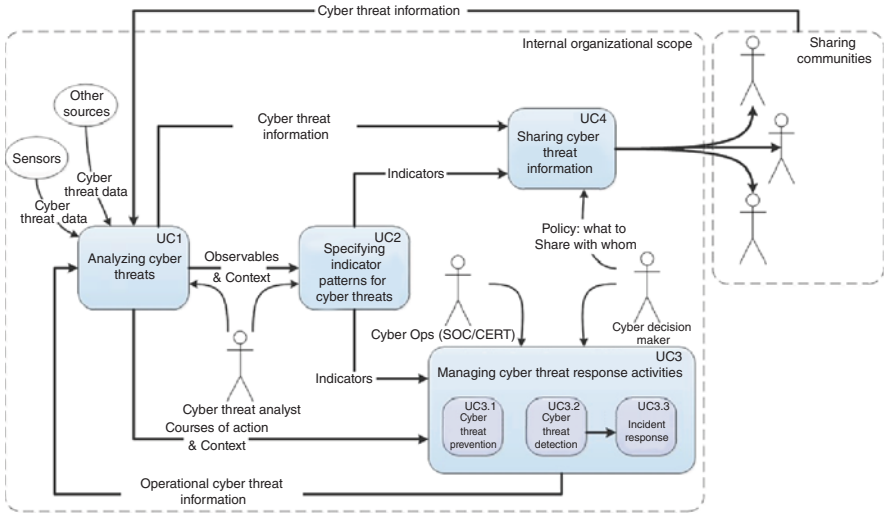 Cyber threat information
Internal organizational scope
Sharing
communities
Other
sources
Sensors
Cyber
threat data
Cyber
threat data
Cyber threat
information
UC4
Sharing cyber
threat
information
Indicators
Policy: what to
Share with whom
UC1
Analyzing cyber
threats
Observables
& Context
UC2
Specifying
indicator
patterns for
cyber threats
Cyber Ops (SOC/CERT)
Cyber decision
maker
Cyber threat analyst
Indicators
Courses of action
& Context
UC3
Managing cyber threat response activities
UC3.1
Cyber
threat
prevention
UC3.2
Cyber
threat
detection
UC3.3
Incident
response
Operational cyber threat
information